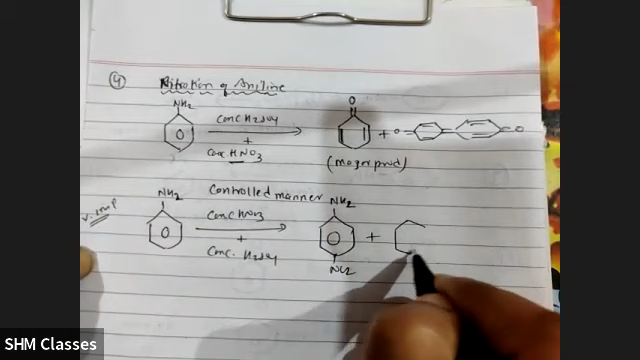 (4) Nitration of Aniline
NH₂
Conc H₂SO₄
+
Conc. HNO₃
O
+ O O
(major prod)
Controlled manner
V. Imp
NH₂
Conc HNO₃
+
Conc. H₂SO₄
NH₂
NO₂
+
SHM Classes